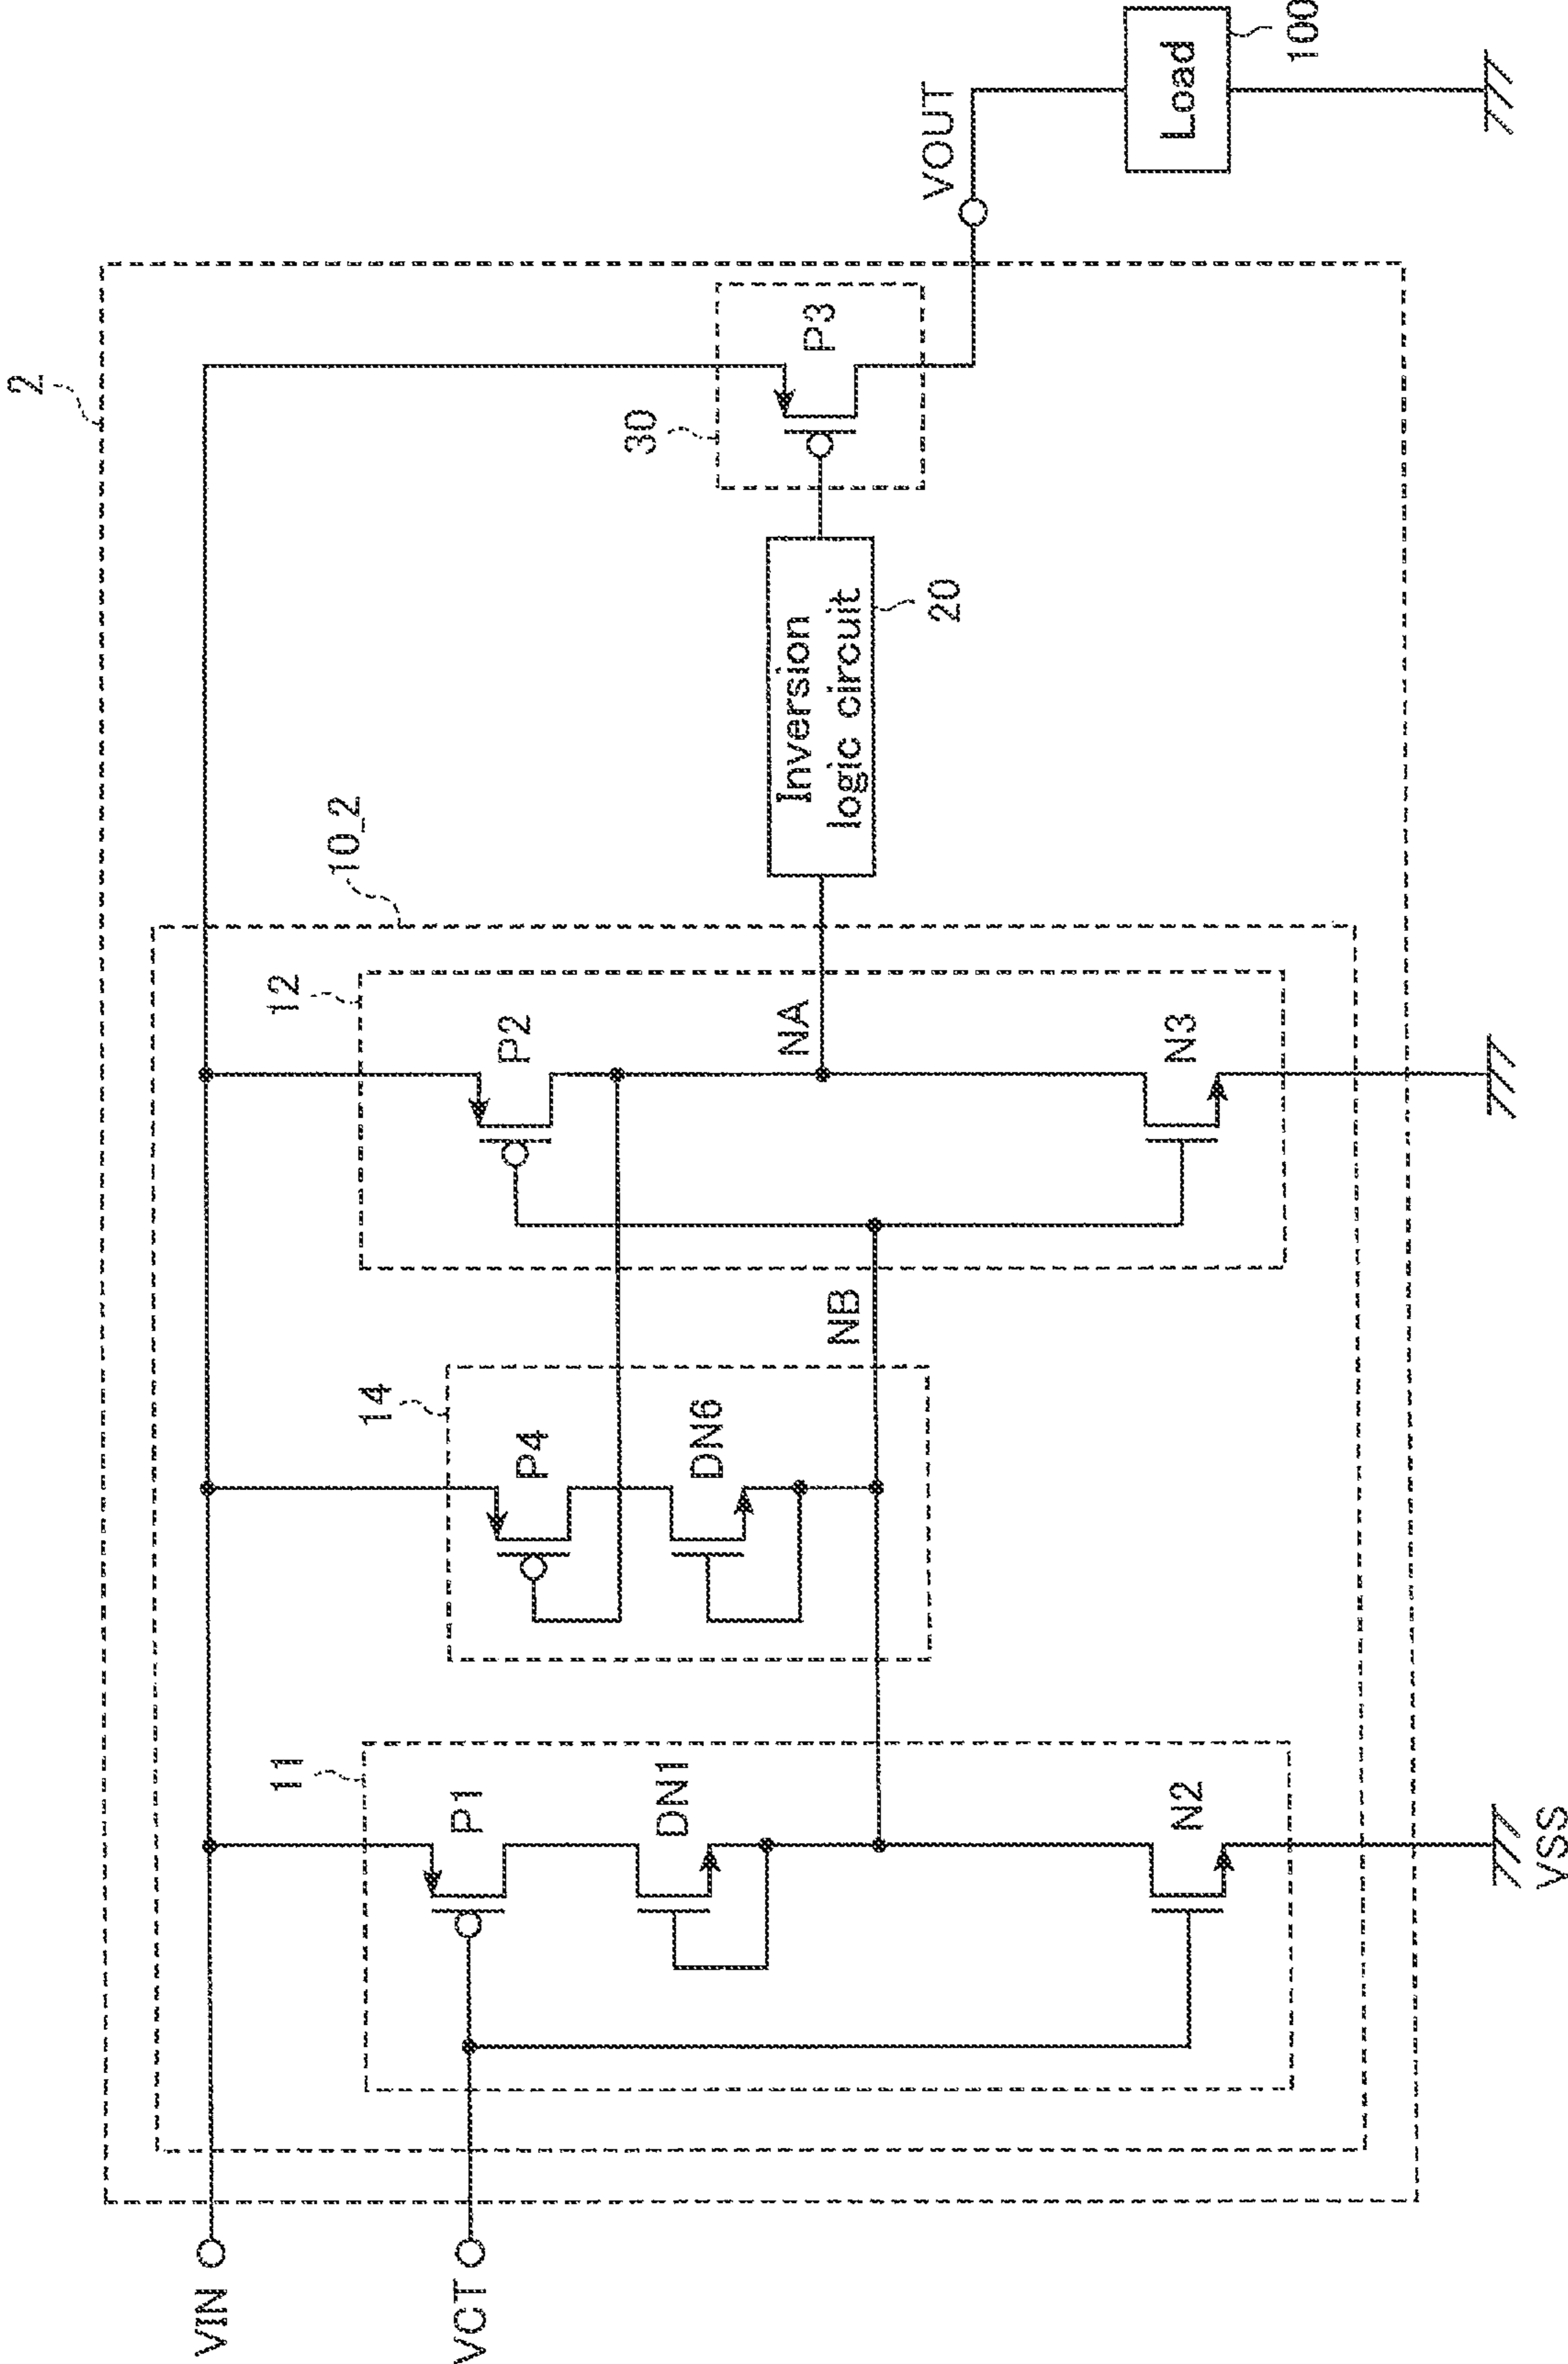 2
VIN
VCT
11
P1
DN1
N2
VSS
14
P4
DN6
NB
10_2
12
P2
NA
N3
Inversion
logic circuit
20
30
P3
VOUT
Load
100